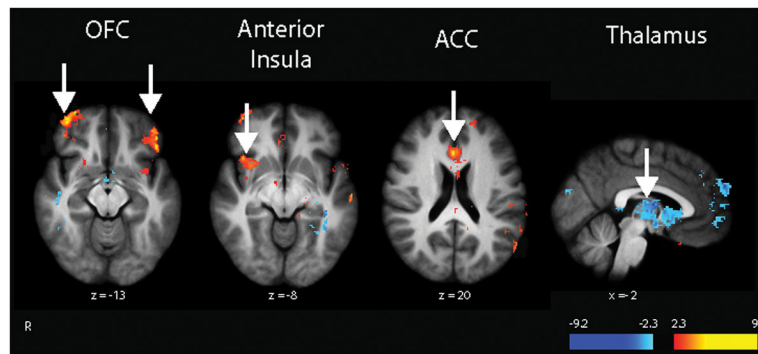 OFC
Anterior
Insula
ACC
Thalamus
z = -13
z = -8
z = 20
x = -2
R
-9.2
-2.3
2.3
9